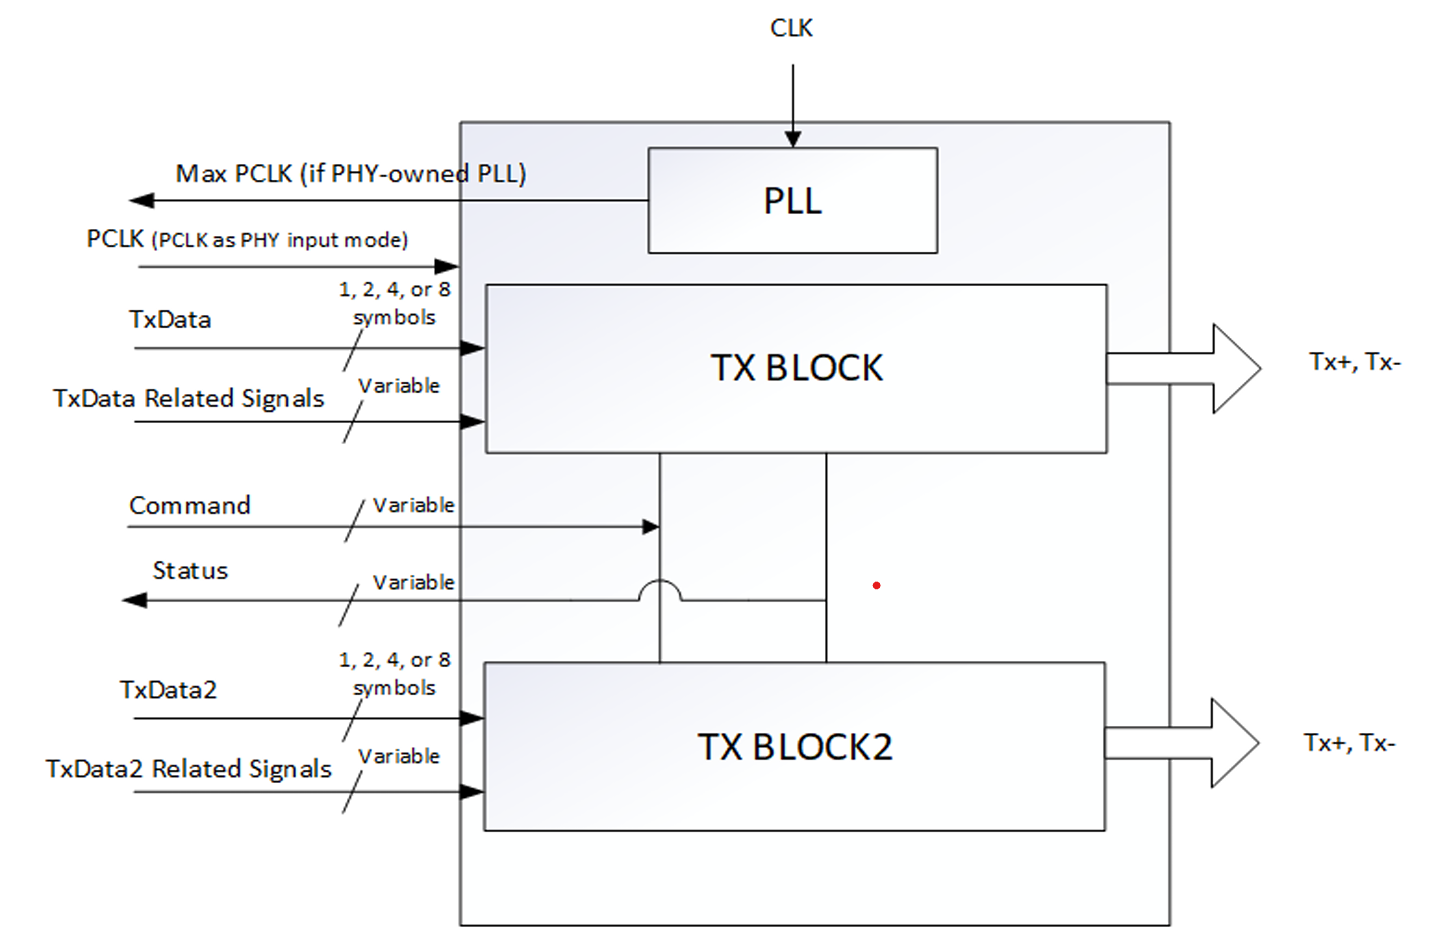 CLK
Max PCLK (if PHY-owned PLL)
PLL
PCLK (PCLK as PHY input mode)
1, 2, 4, or 8
symbols
TxData
TX BLOCK
Tx+, Tx-
Variable
TxData Related Signals
Command
Variable
Status
Variable
1, 2, 4, or 8
symbols
TxData2
TX BLOCK2
Tx+, Tx-
Variable
TxData2 Related Signals